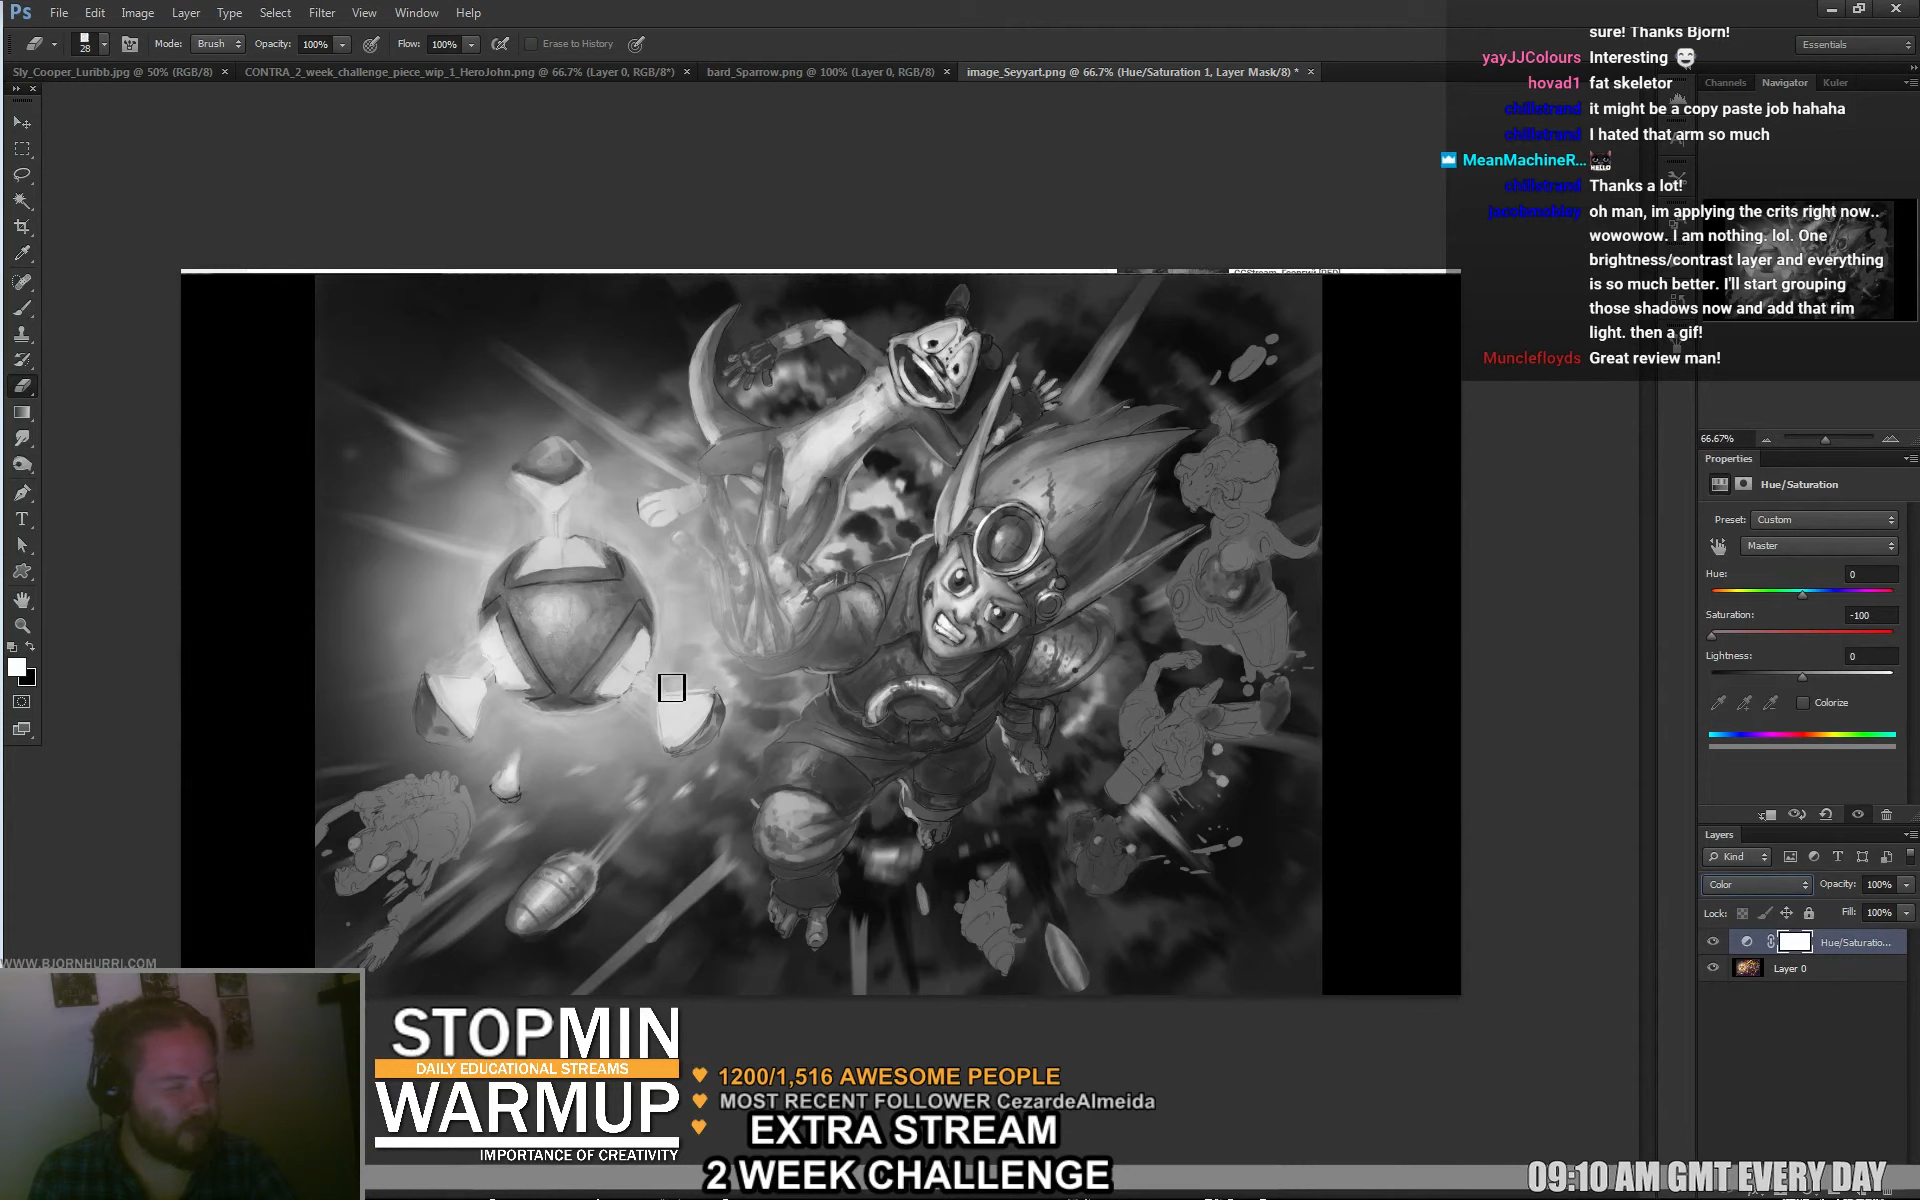 Ps File Edit Image Layer Type Select Filter View Window Help
28 Mode: Brush Opacity: 100% Flow: 100% Erase to History Essentials
Sly_Cooper_Luribb.jpg @ 50% (RGB/8) × CONTRA_2_week_challenge_piece_wip_1_HeroJohn.png @ 66.7% (Layer 0, RGB/8*) × bard_Sparrow.png @ 100% (Layer 0, RGB/8) × image_Seyyart.png @ 66.7% (Hue/Saturation 1, Layer Mask/8) * ×
sure! Thanks Bjorn!
yayJJColours Interesting
hovad1 fat skeletor
chillstrand it might be a copy paste job hahaha
chillstrand I hated that arm so much
MeanMachineR... HELLO
chillstrand Thanks a lot!
jacobmobley oh man, im applying the crits right now..
wowowow. I am nothing. lol. One
brightness/contrast layer and everything
is so much better. I'll start grouping
those shadows now and add that rim
light. then a gif!
Munclefloyds Great review man!
Channels Navigator Kuler
66.67%
Properties
Hue/Saturation
Preset: Custom
Master
Hue: 0
Saturation: -100
Lightness: 0
Colorize
Layers
Kind
Color Opacity: 100%
Lock: Fill: 100%
Hue/Saturatio...
Layer 0
WWW.BJORNHURRI.COM
STOPMIN
DAILY EDUCATIONAL STREAMS
WARMUP
IMPORTANCE OF CREATIVITY
1200/1,516 AWESOME PEOPLE
MOST RECENT FOLLOWER CezardeAlmeida
EXTRA STREAM
2 WEEK CHALLENGE
09:10 AM GMT EVERY DAY